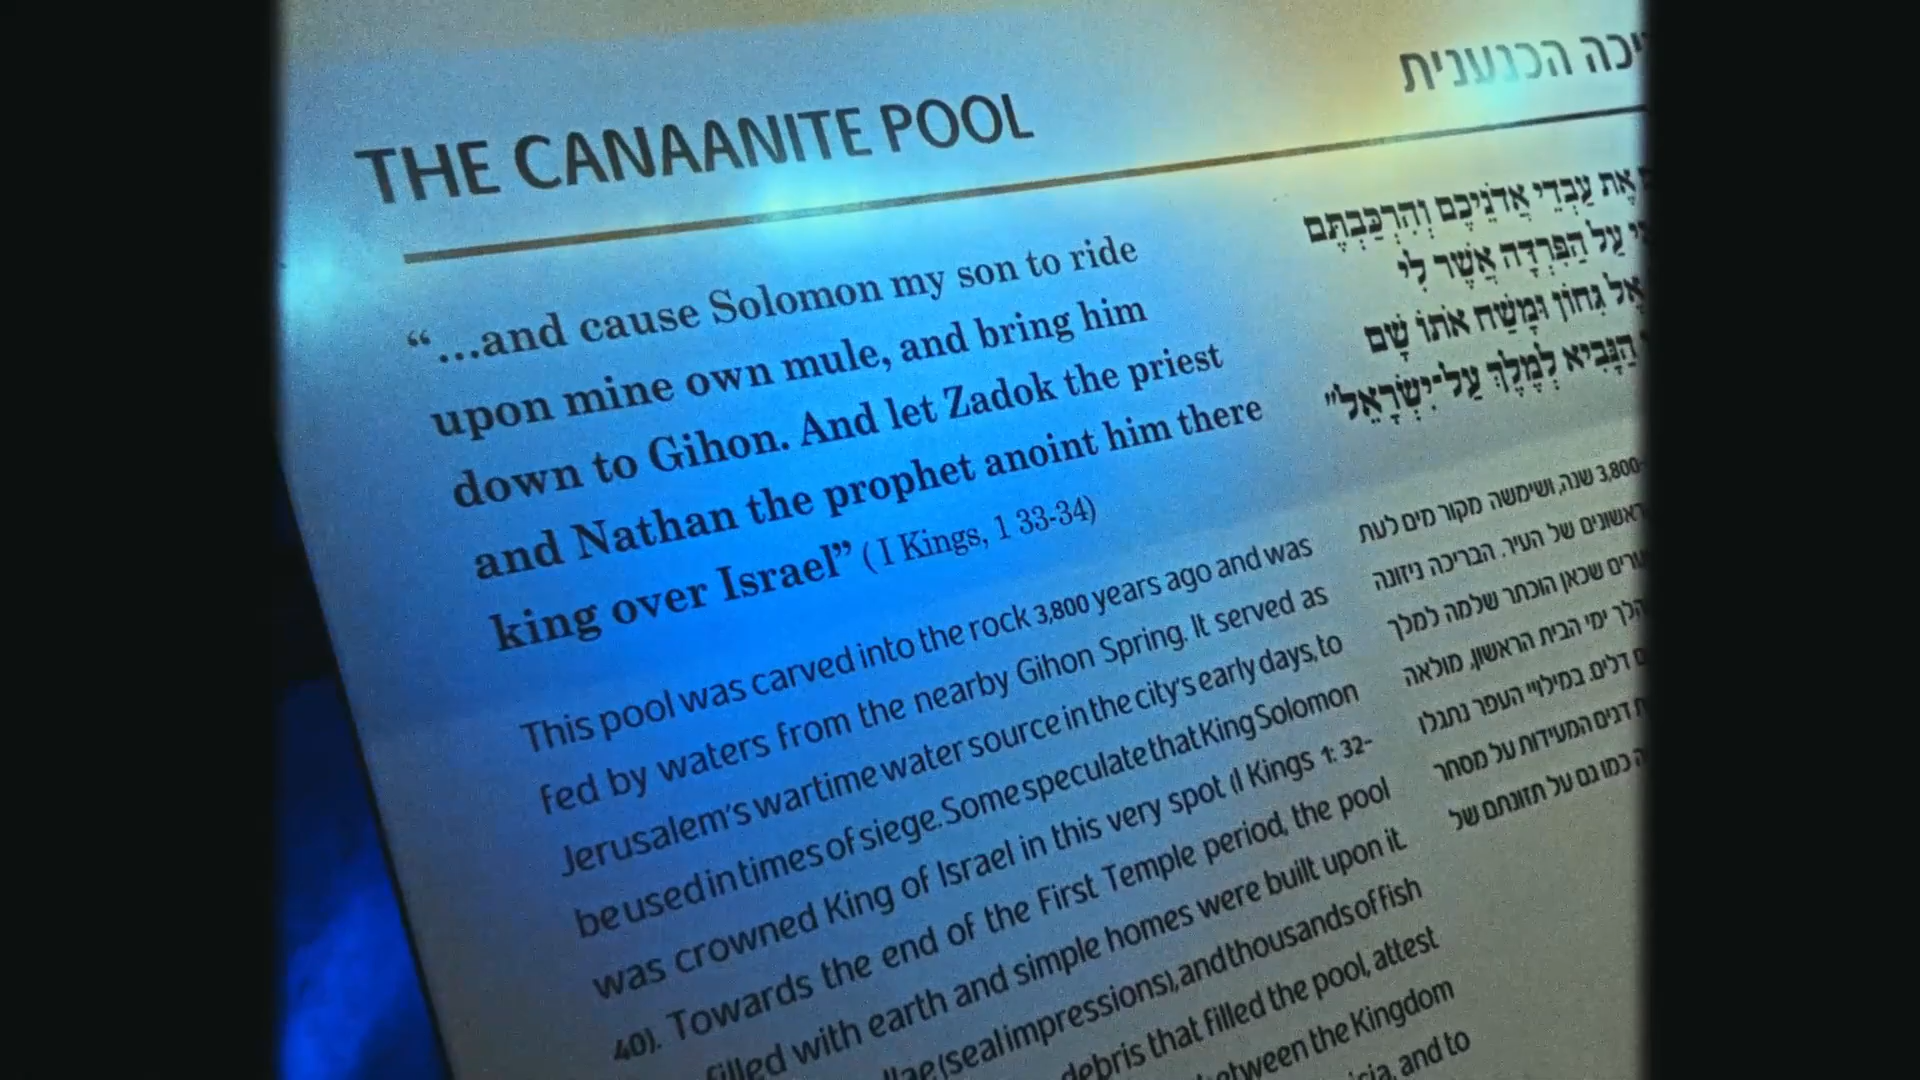 THE CANAANITE POOL
“...and cause Solomon my son to ride
upon mine own mule, and bring him
down to Gihon. And let Zadok the priest
and Nathan the prophet anoint him there
king over Israel” (I Kings, 1 33-34)
This pool was carved into the rock 3,800 years ago and was
fed by waters from the nearby Gihon Spring. It served as
Jerusalem's wartime water source in the city's early days, to
be used in times of siege. Some speculate that King Solomon
was crowned King of Israel in this very spot (I Kings 1: 32-
40). Towards the end of the First Temple period, the pool
filled with earth and simple homes were built upon it.
(seal impressions), and thousands of fish
debris that filled the pool, attest
between the Kingdom
and to
הכנענית
אֶת עַבְדֵי אֲדֹנֵיכֶם וְהִרְכַּבְתֶּם
עַל הַפִּרְדָּה אֲשֶׁר לִי
אֶל גִּחוֹן וּמָשַׁח אֹתוֹ שָׁם
הַנָּבִיא לְמֶלֶךְ עַל־יִשְׂרָאֵל"
3,800 שנה, ושימשה מקור מים לעת
של העיר. הבריכה ניזונה
שכאן הוכתר שלמה למלך
ימי הבית הראשון, מולאה
דלים. במילויי העפר נתגלו
דגים המעידות על מסחר
כמו גם על תזונתם של